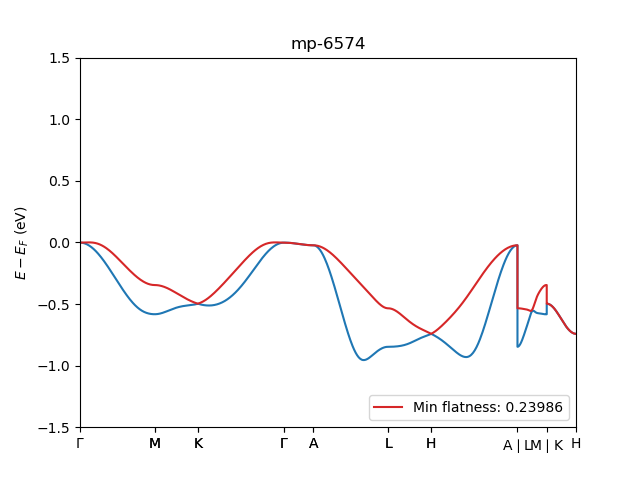 mp-6574
E − E_F (eV)
1.5
1.0
0.5
0.0
−0.5
−1.0
−1.5
Min flatness: 0.23986
Γ M K Γ A L H A | LM | K H